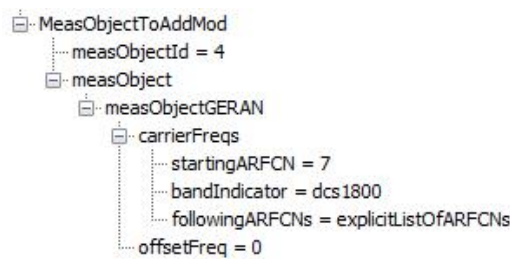 MeasObjectToAddMod
measObjectId = 4
measObject
measObjectGERAN
carrierFreqs
startingARFCN = 7
bandIndicator = dcs1800
followingARFCNs = explicitListOfARFCNs
offsetFreq = 0